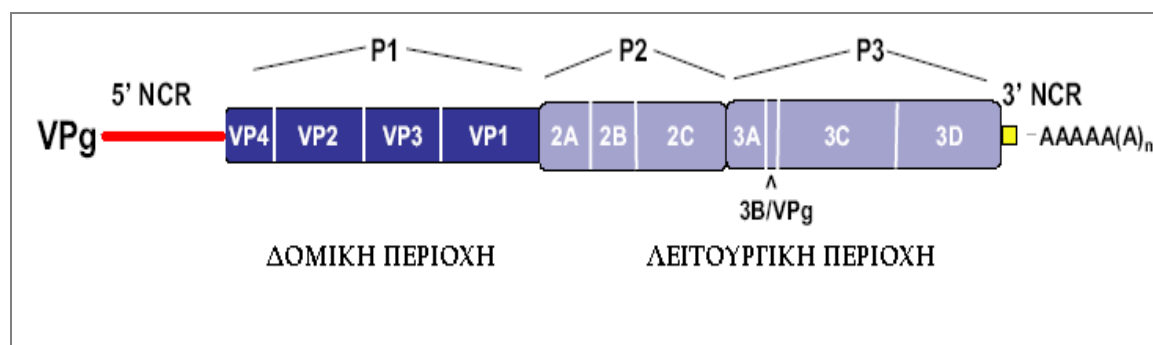 P1 P2 P3
5’ NCR 3’ NCR
VPg VP4 VP2 VP3 VP1 2A 2B 2C 3A 3C 3D –AAAAA(A)n
^
3B/VPg
ΔΟΜΙΚΗ ΠΕΡΙΟΧΗ ΛΕΙΤΟΥΡΓΙΚΗ ΠΕΡΙΟΧΗ